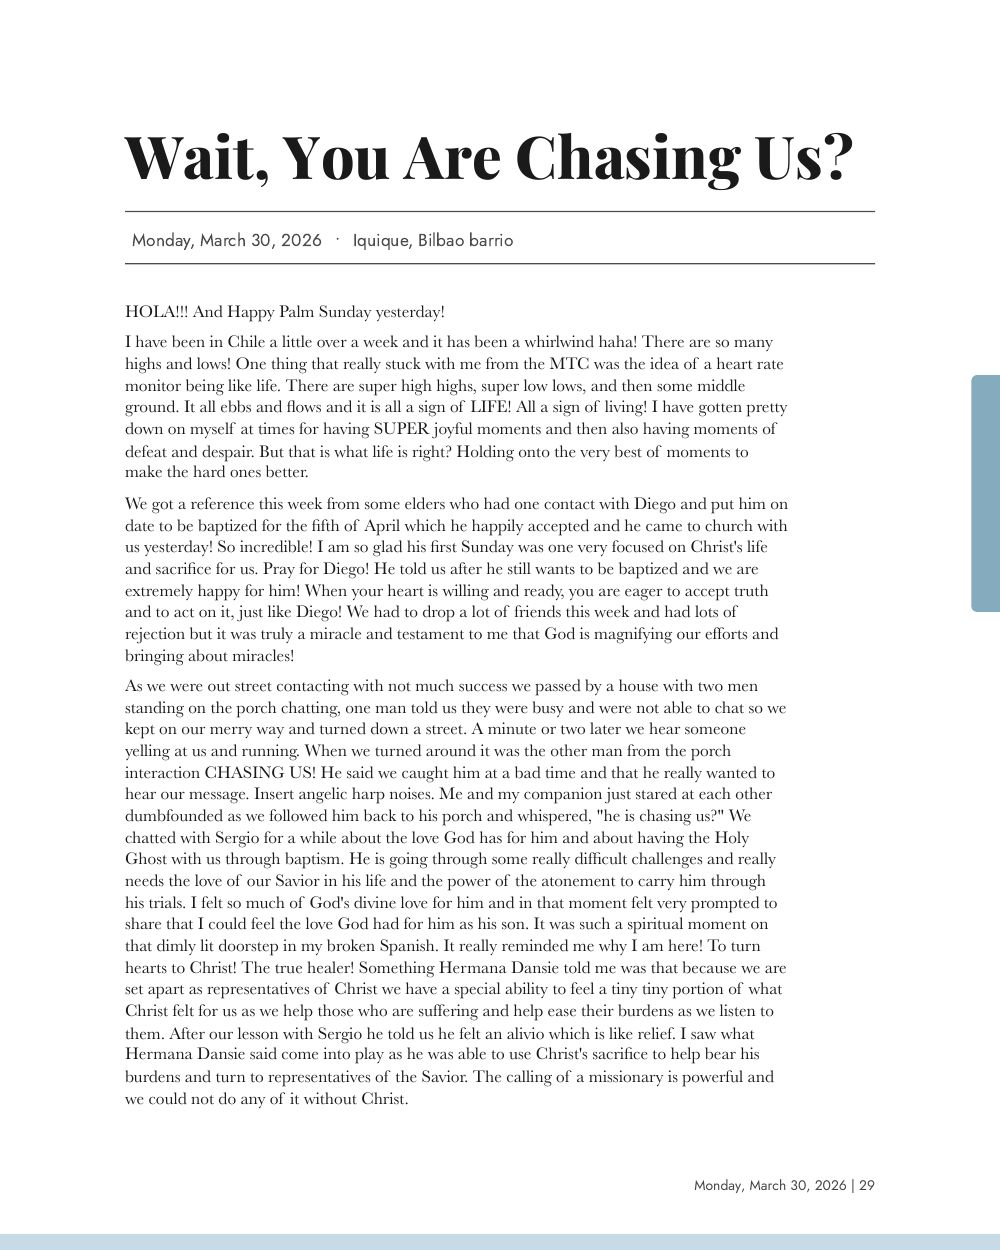 Wait, You Are Chasing Us?
Monday, March 30, 2026 · Iquique, Bilbao barrio
HOLA!!! And Happy Palm Sunday yesterday!
I have been in Chile a little over a week and it has been a whirlwind haha! There are so many
highs and lows! One thing that really stuck with me from the MTC was the idea of a heart rate
monitor being like life. There are super high highs, super low lows, and then some middle
ground. It all ebbs and flows and it is all a sign of LIFE! All a sign of living! I have gotten pretty
down on myself at times for having SUPER joyful moments and then also having moments of
defeat and despair. But that is what life is right? Holding onto the very best of moments to
make the hard ones better.
We got a reference this week from some elders who had one contact with Diego and put him on
date to be baptized for the fifth of April which he happily accepted and he came to church with
us yesterday! So incredible! I am so glad his first Sunday was one very focused on Christ's life
and sacrifice for us. Pray for Diego! He told us after he still wants to be baptized and we are
extremely happy for him! When your heart is willing and ready, you are eager to accept truth
and to act on it, just like Diego! We had to drop a lot of friends this week and had lots of
rejection but it was truly a miracle and testament to me that God is magnifying our efforts and
bringing about miracles!
As we were out street contacting with not much success we passed by a house with two men
standing on the porch chatting, one man told us they were busy and were not able to chat so we
kept on our merry way and turned down a street. A minute or two later we hear someone
yelling at us and running. When we turned around it was the other man from the porch
interaction CHASING US! He said we caught him at a bad time and that he really wanted to
hear our message. Insert angelic harp noises. Me and my companion just stared at each other
dumbfounded as we followed him back to his porch and whispered, "he is chasing us?" We
chatted with Sergio for a while about the love God has for him and about having the Holy
Ghost with us through baptism. He is going through some really difficult challenges and really
needs the love of our Savior in his life and the power of the atonement to carry him through
his trials. I felt so much of God's divine love for him and in that moment felt very prompted to
share that I could feel the love God had for him as his son. It was such a spiritual moment on
that dimly lit doorstep in my broken Spanish. It really reminded me why I am here! To turn
hearts to Christ! The true healer! Something Hermana Dansie told me was that because we are
set apart as representatives of Christ we have a special ability to feel a tiny tiny portion of what
Christ felt for us as we help those who are suffering and help ease their burdens as we listen to
them. After our lesson with Sergio he told us he felt an alivio which is like relief. I saw what
Hermana Dansie said come into play as he was able to use Christ's sacrifice to help bear his
burdens and turn to representatives of the Savior. The calling of a missionary is powerful and
we could not do any of it without Christ.
Monday, March 30, 2026 | 29